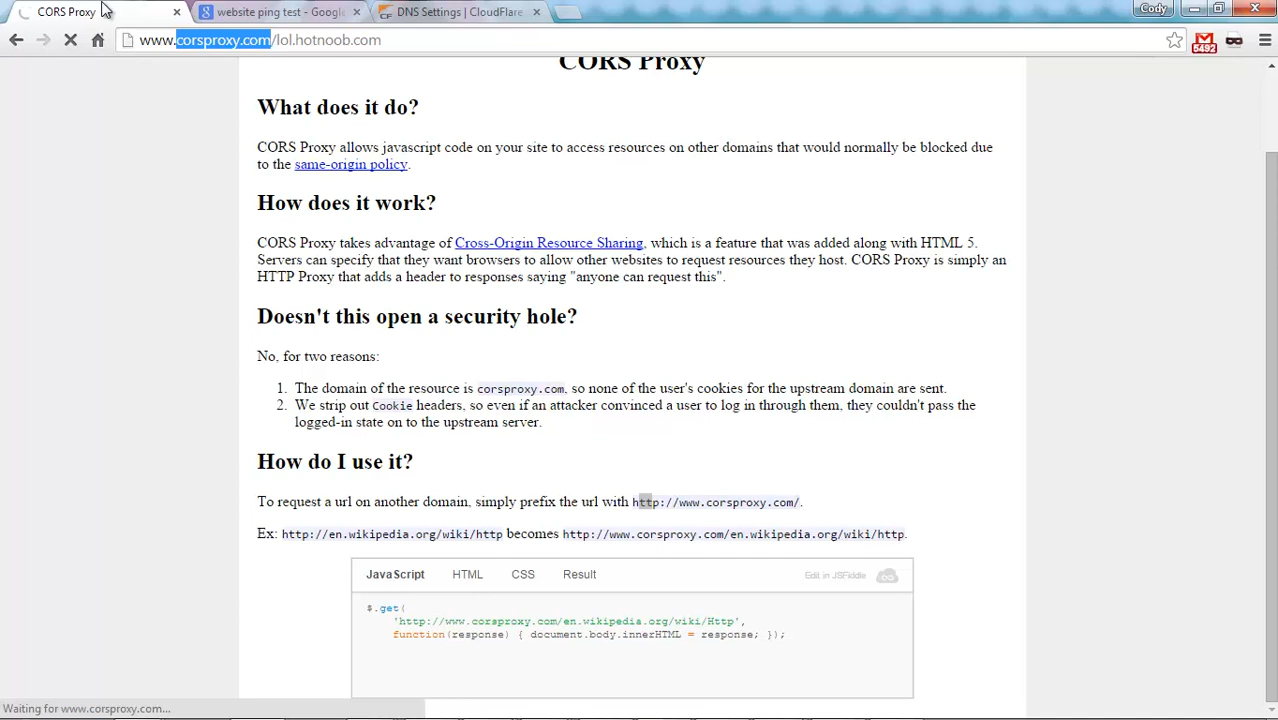 CORS Proxy
website ping test - Google
DNS Settings | CloudFlare
Cody
www.corsproxy.com/lol.hotnoob.com
5492
CORS Proxy
What does it do?
CORS Proxy allows javascript code on your site to access resources on other domains that would normally be blocked due
to the same-origin policy.
How does it work?
CORS Proxy takes advantage of Cross-Origin Resource Sharing, which is a feature that was added along with HTML 5.
Servers can specify that they want browsers to allow other websites to request resources they host. CORS Proxy is simply an
HTTP Proxy that adds a header to responses saying "anyone can request this".
Doesn't this open a security hole?
No, for two reasons:
1. The domain of the resource is corsproxy.com, so none of the user's cookies for the upstream domain are sent.
2. We strip out Cookie headers, so even if an attacker convinced a user to log in through them, they couldn't pass the
logged-in state on to the upstream server.
How do I use it?
To request a url on another domain, simply prefix the url with http://www.corsproxy.com/.
Ex: http://en.wikipedia.org/wiki/http becomes http://www.corsproxy.com/en.wikipedia.org/wiki/http.
JavaScript HTML CSS Result Edit in JSFiddle
$.get(
'http://www.corsproxy.com/en.wikipedia.org/wiki/Http',
function(response) { document.body.innerHTML = response; });
Waiting for www.corsproxy.com...